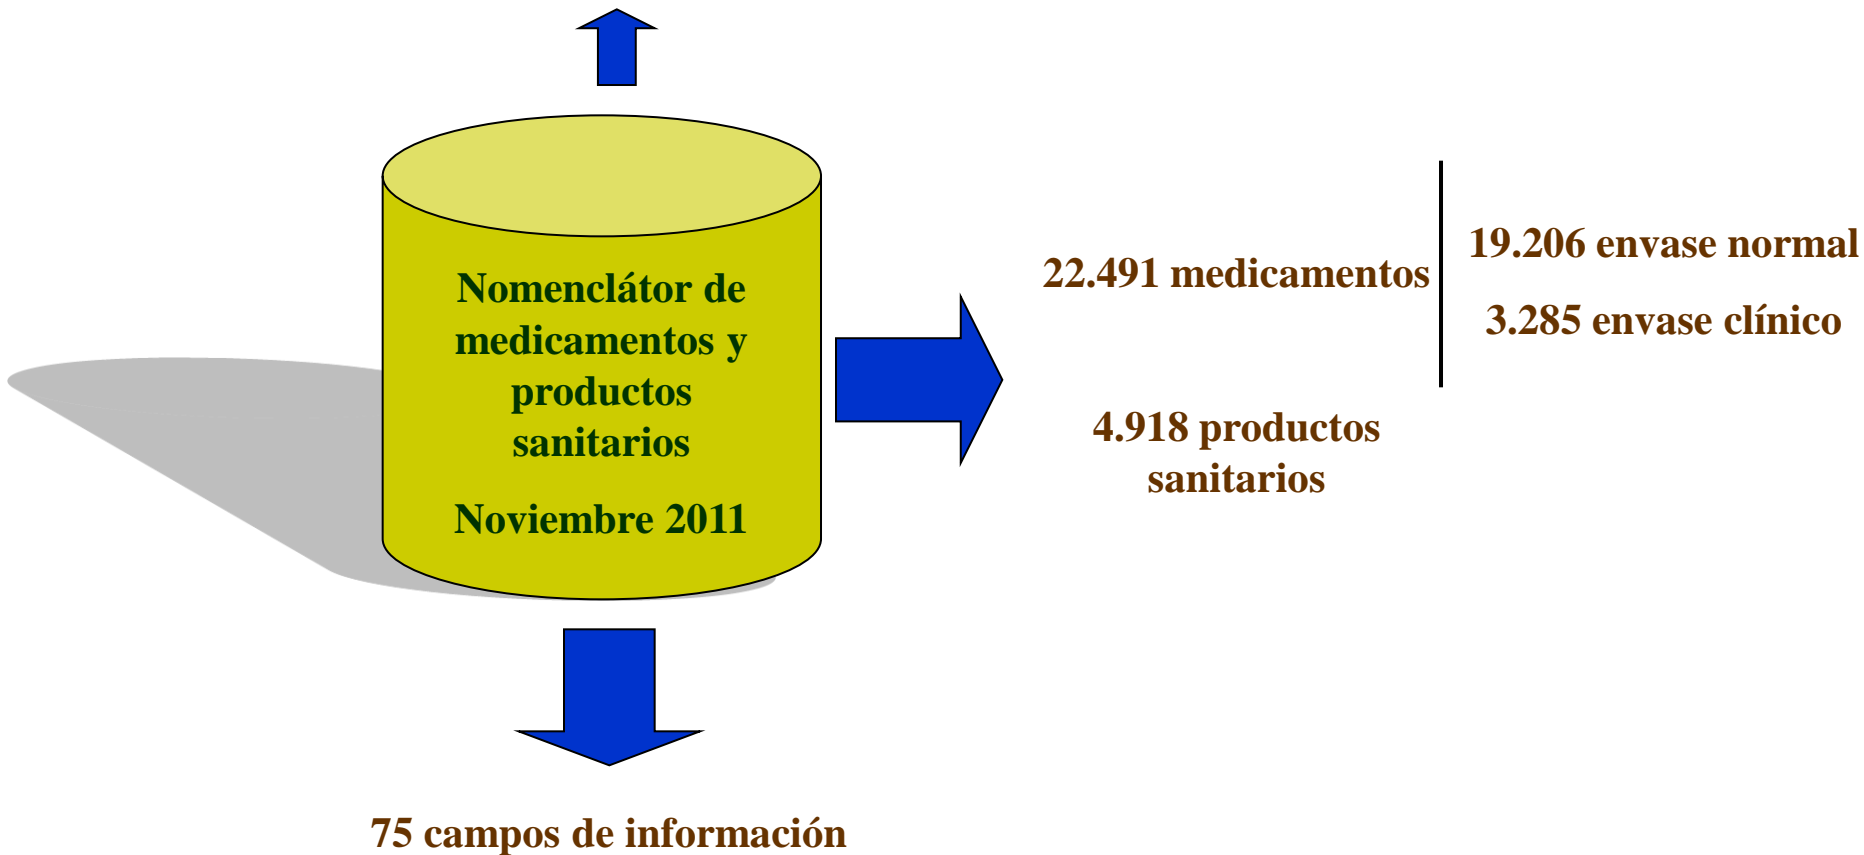 Nomenclátor de
medicamentos y
productos
sanitarios
Noviembre 2011
22.491 medicamentos
19.206 envase normal
3.285 envase clínico
4.918 productos
sanitarios
75 campos de información